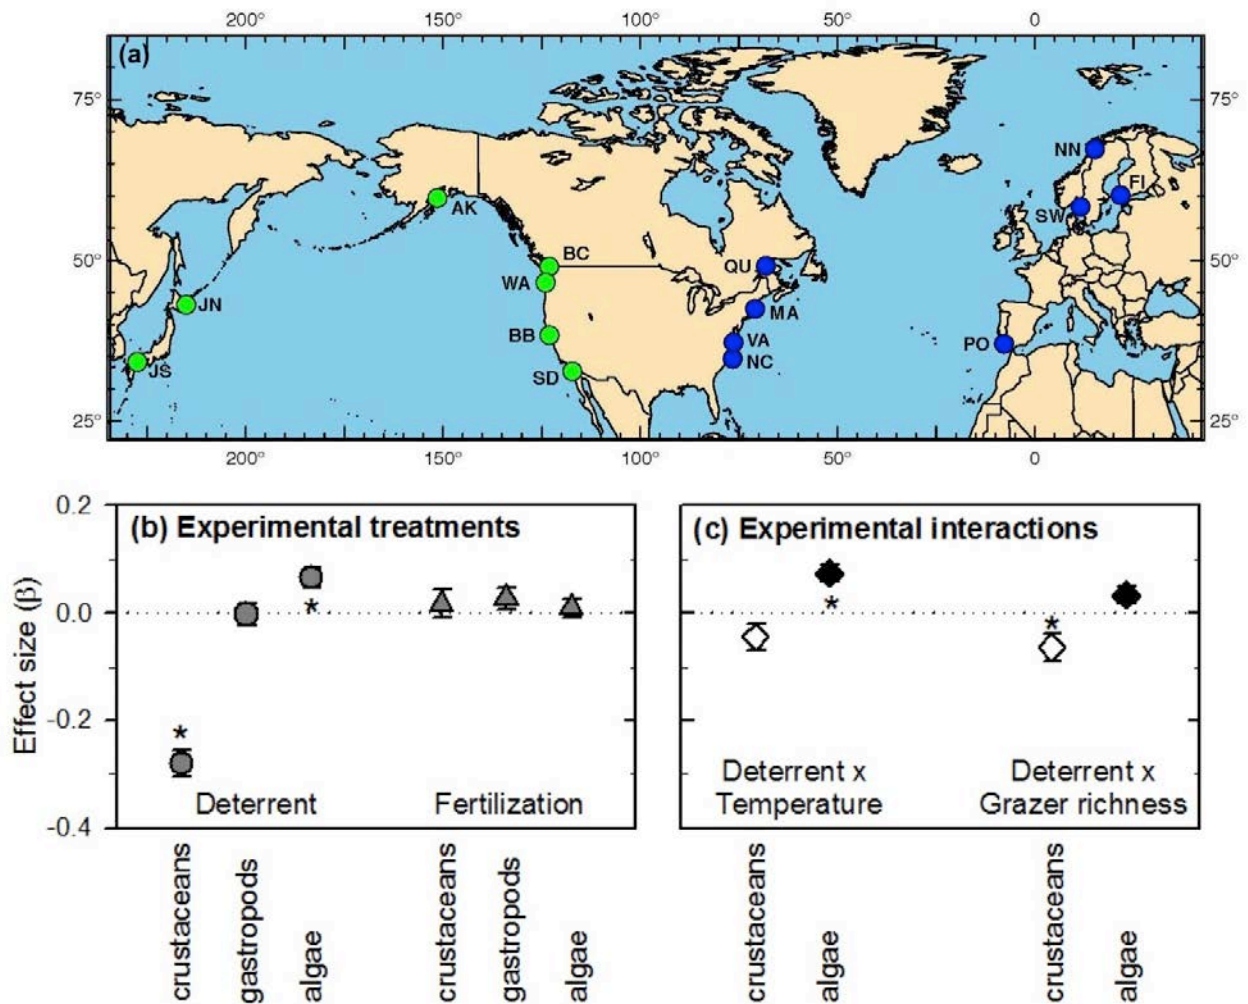 200° 150° 100° 50° 0
(a)
75° 75°
NN
FI
AK
SW
BC
50° QU 50°
WA
JN
MA
BB
VA
PO
NC
JS
SD
25° 25°
200° 150° 100° 50° 0
0.2
(b) Experimental treatments
(c) Experimental interactions
Effect size (β)
0.0
*
*
*
-0.2
*
Deterrent x
Temperature
Deterrent x
Grazer richness
Deterrent
Fertilization
-0.4
crustaceans
gastropods
algae
crustaceans
gastropods
algae
crustaceans
algae
crustaceans
algae